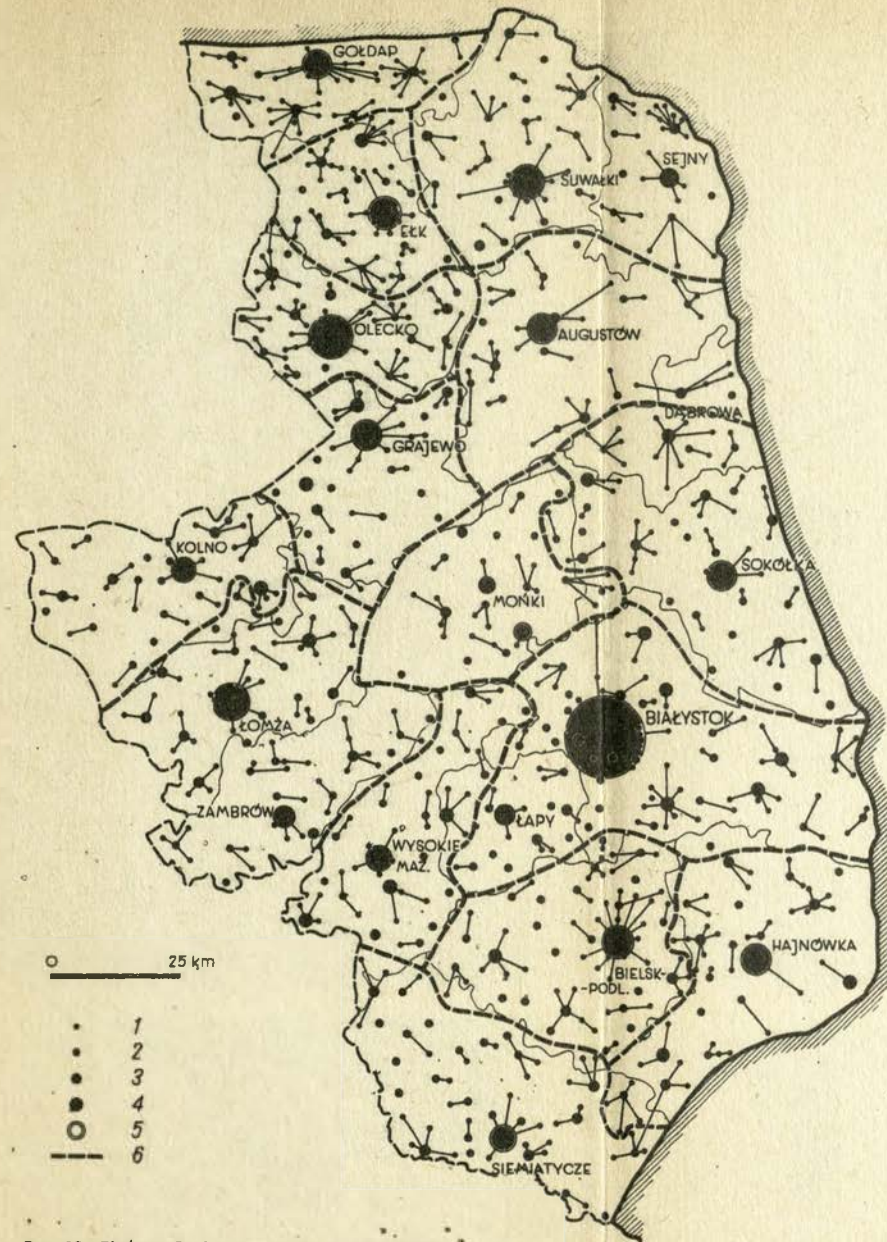 GOŁDAP
SEJNY
SUWAŁKI
EŁK
OLECKO
AUGUSTÓW
DĄBROWA
GRAJEWO
KOLNO
SOKÓŁKA
MOŃKI
ŁOMŻA
BIAŁYSTOK
ZAMBRÓW
ŁAPY
WYSOKIE
MAZ.
HAJNÓWKA
BIELSK-
-PODL.
0 25 km
1
2
3
4
5
6
SIEMIATYCZE